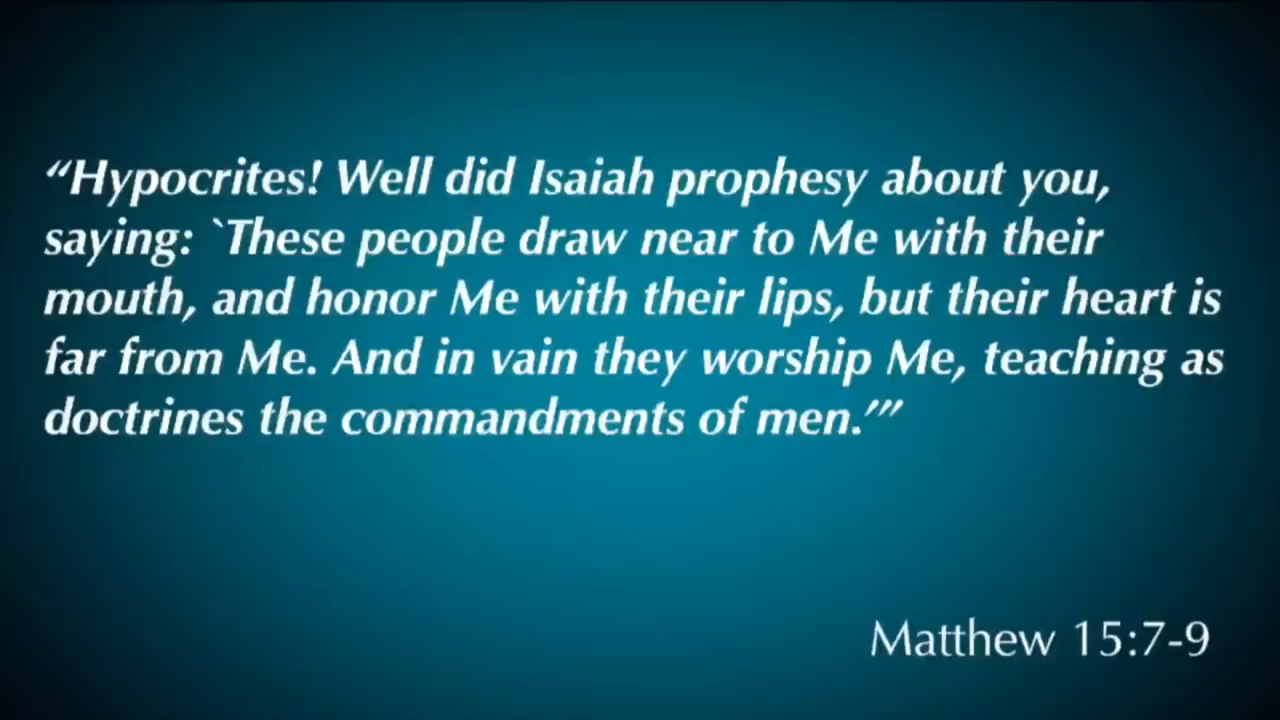 “Hypocrites! Well did Isaiah prophesy about you,
saying: `These people draw near to Me with their
mouth, and honor Me with their lips, but their heart is
far from Me. And in vain they worship Me, teaching as
doctrines the commandments of men.’”
Matthew 15:7-9